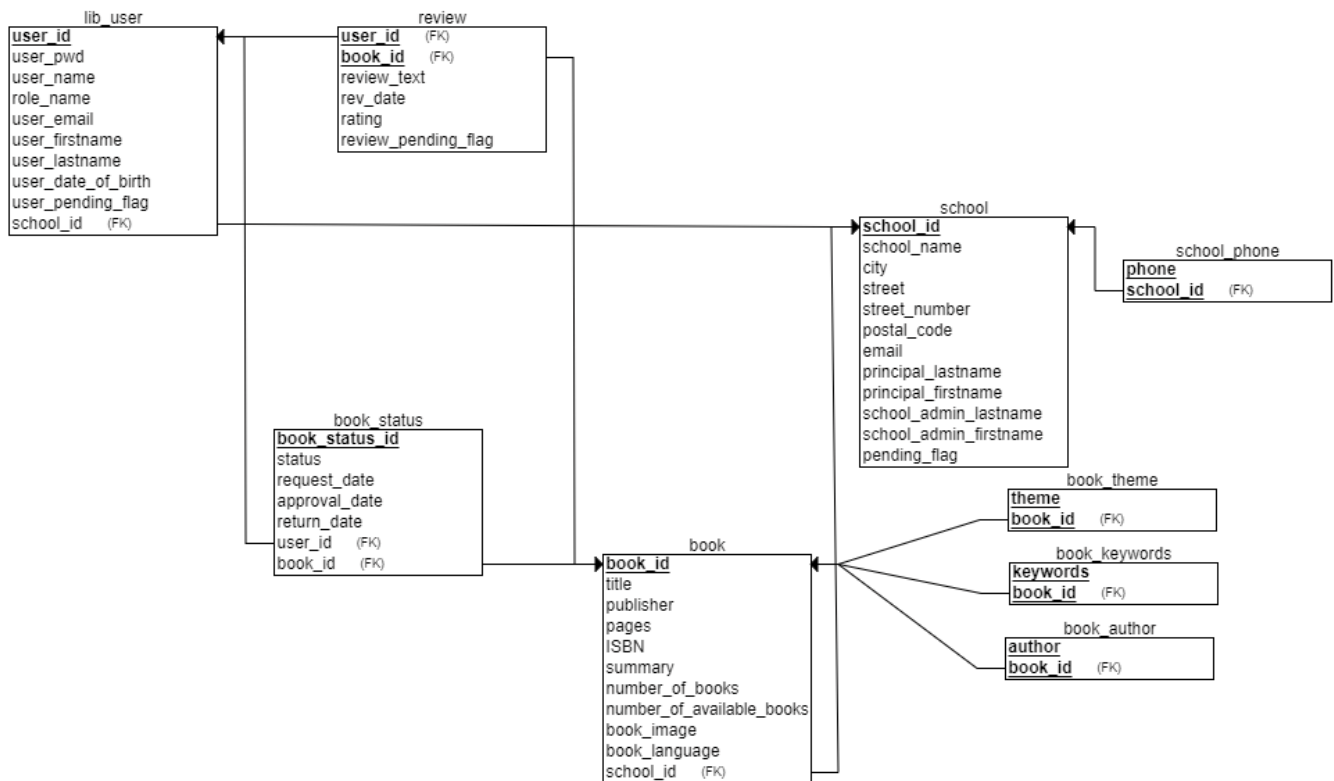 lib_user
user_id
user_pwd
user_name
role_name
user_email
user_firstname
user_lastname
user_date_of_birth
user_pending_flag
school_id (FK)
review
user_id (FK)
book_id (FK)
review_text
rev_date
rating
review_pending_flag
school
school_id
school_name
city
street
street_number
postal_code
email
principal_lastname
principal_firstname
school_admin_lastname
school_admin_firstname
pending_flag
school_phone
phone
school_id (FK)
book_status
book_status_id
status
request_date
approval_date
return_date
user_id (FK)
book_id (FK)
book
book_id
title
publisher
pages
ISBN
summary
number_of_books
number_of_available_books
book_image
book_language
school_id (FK)
book_theme
theme
book_id (FK)
book_keywords
keywords
book_id (FK)
book_author
author
book_id (FK)